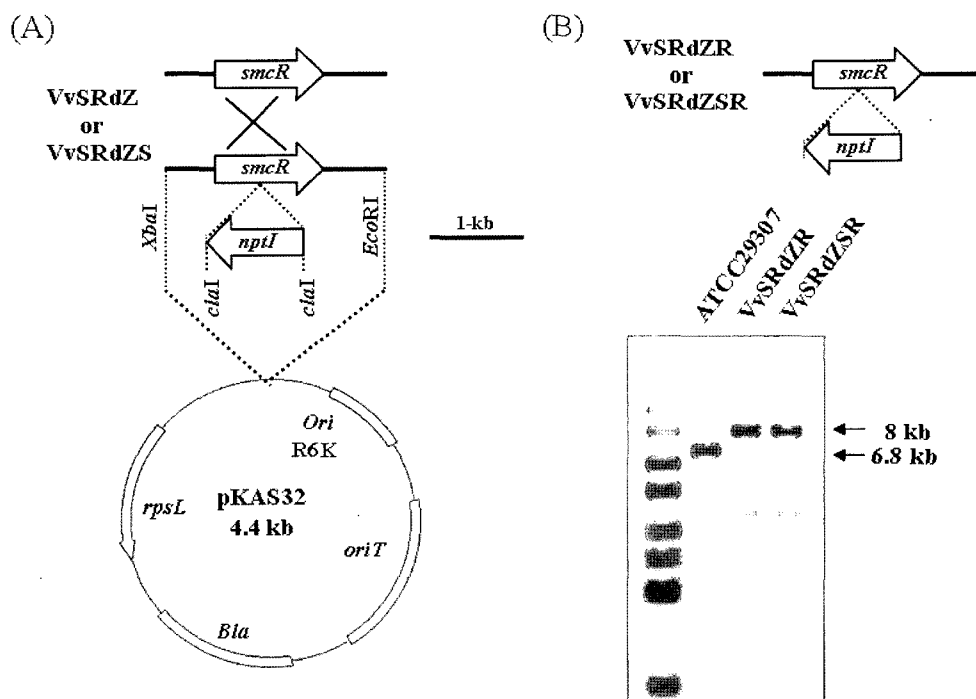 (A)
smcR
VvSRdZ
or
VvSRdZS
smcR
XbaI
nptI
EcoRI
claI
claI
1-kb
Ori
R6K
pKAS32
4.4 kb
rpsL
oriT
Bla
(B)
VvSRdZR
or
VvSRdZSR
smcR
nptI
ATCC29307
VvSRdZR
VvSRdZSR
8 kb
6.8 kb